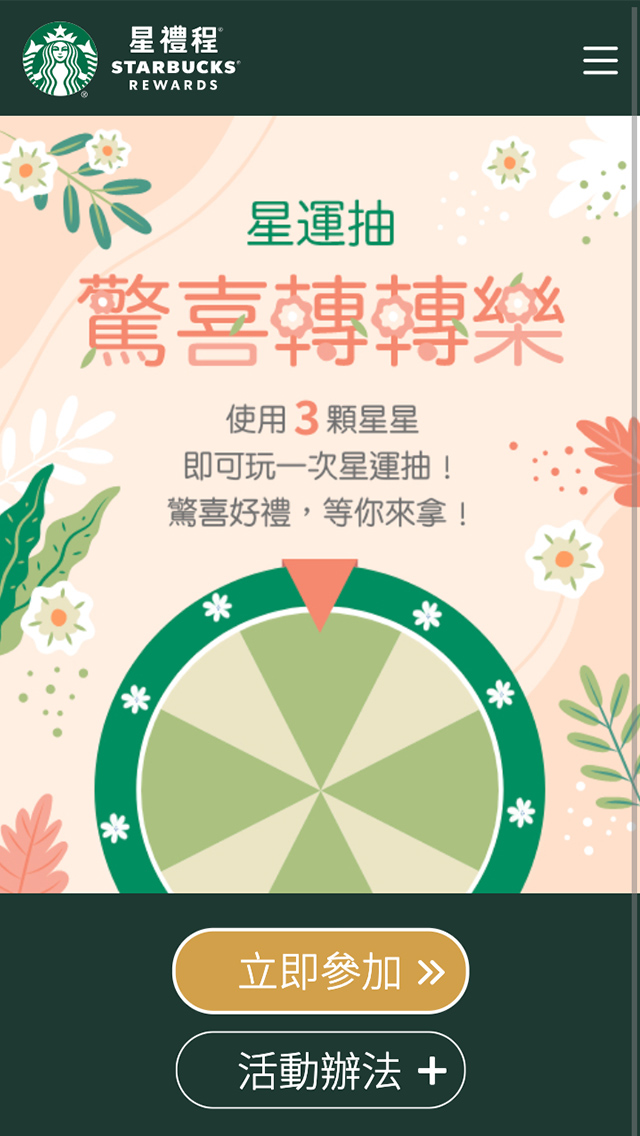 星禮程®
STARBUCKS®
REWARDS
®
星運抽
驚喜轉轉樂
使用 3 顆星星
即可玩一次星運抽！
驚喜好禮，等你來拿！
立即參加 »
活動辦法 +